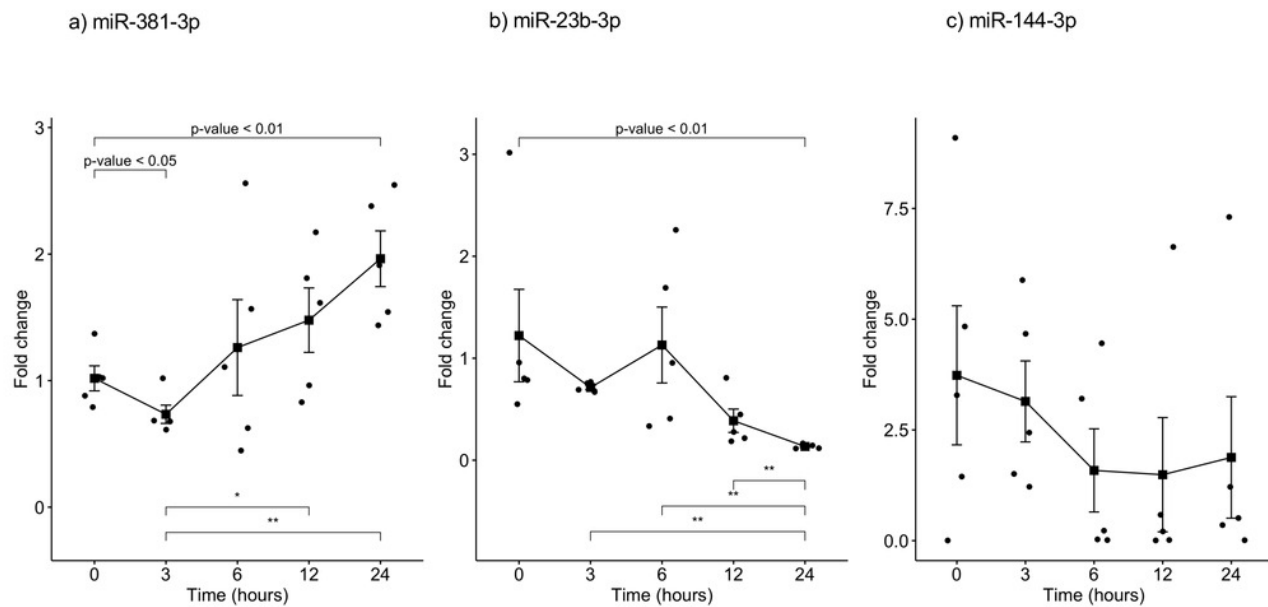 a) miR-381-3p
b) miR-23b-3p
c) miR-144-3p
Fold change
3
2
1
0
p-value < 0.01
p-value < 0.05
*
**
0 3 6 12 24
Time (hours)
Fold change
3
2
1
0
p-value < 0.01
**
**
**
0 3 6 12 24
Time (hours)
Fold change
7.5
5.0
2.5
0.0
0 3 6 12 24
Time (hours)